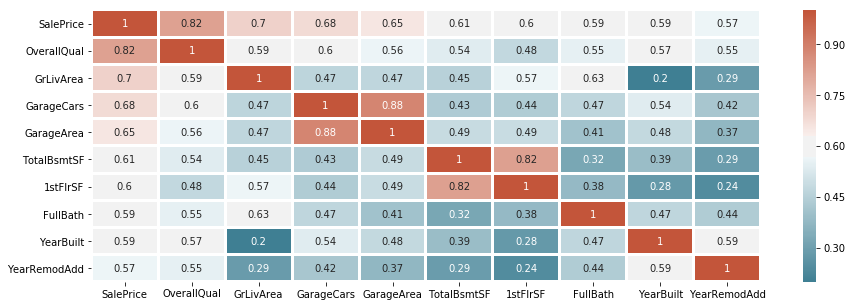 SalePrice 1 0.82 0.7 0.68 0.65 0.61 0.6 0.59 0.59 0.57
OverallQual 0.82 1 0.59 0.6 0.56 0.54 0.48 0.55 0.57 0.55
GrLivArea 0.7 0.59 1 0.47 0.47 0.45 0.57 0.63 0.2 0.29
GarageCars 0.68 0.6 0.47 1 0.88 0.43 0.44 0.47 0.54 0.42
GarageArea 0.65 0.56 0.47 0.88 1 0.49 0.49 0.41 0.48 0.37
TotalBsmtSF 0.61 0.54 0.45 0.43 0.49 1 0.82 0.32 0.39 0.29
1stFlrSF 0.6 0.48 0.57 0.44 0.49 0.82 1 0.38 0.28 0.24
FullBath 0.59 0.55 0.63 0.47 0.41 0.32 0.38 1 0.47 0.44
YearBuilt 0.59 0.57 0.2 0.54 0.48 0.39 0.28 0.47 1 0.59
YearRemodAdd 0.57 0.55 0.29 0.42 0.37 0.29 0.24 0.44 0.59 1
SalePrice OverallQual GrLivArea GarageCars GarageArea TotalBsmtSF 1stFlrSF FullBath YearBuilt YearRemodAdd
0.90
0.75
0.60
0.45
0.30